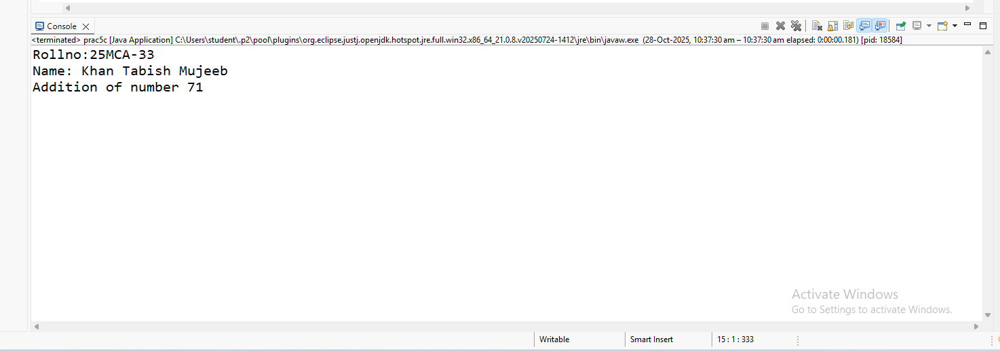 Console
<terminated> prac5c [Java Application] C:\Users\student\.p2\pool\plugins\org.eclipse.justj.openjdk.hotspot.jre.full.win32.x86_64_21.0.8.v20250724-1412\jre\bin\javaw.exe (28-Oct-2025, 10:37:30 am – 10:37:30 am elapsed: 0:00:00.181) [pid: 18584]
Rollno:25MCA-33
Name: Khan Tabish Mujeeb
Addition of number 71
Activate Windows
Go to Settings to activate Windows.
Writable Smart Insert 15 : 1 : 333